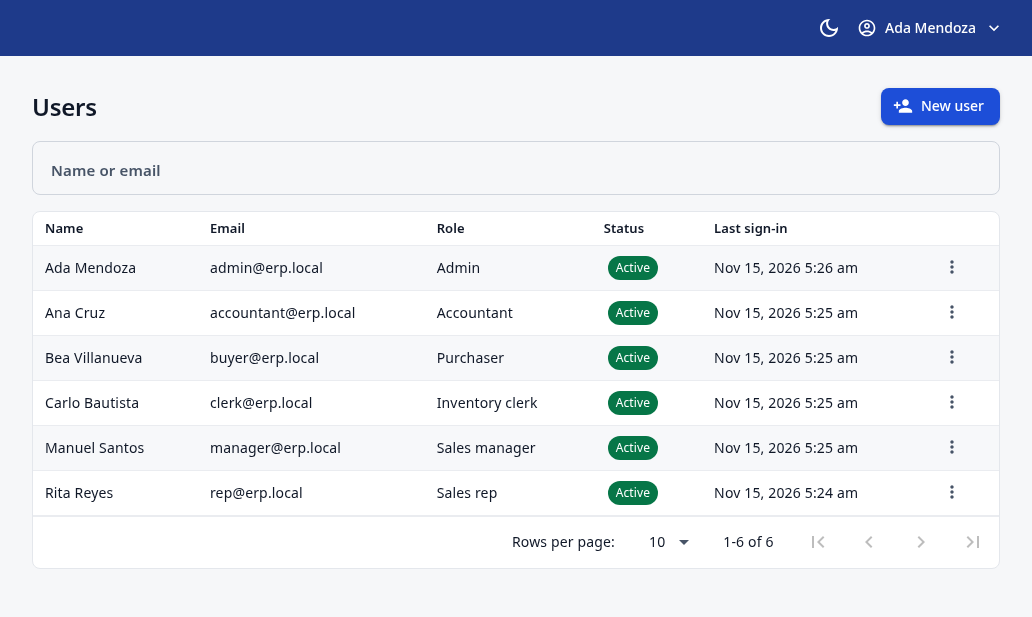 Ada Mendoza
Users
New user
Name or email
Name Email Role Status Last sign-in
Ada Mendoza admin@erp.local Admin Active Nov 15, 2026 5:26 am
Ana Cruz accountant@erp.local Accountant Active Nov 15, 2026 5:25 am
Bea Villanueva buyer@erp.local Purchaser Active Nov 15, 2026 5:25 am
Carlo Bautista clerk@erp.local Inventory clerk Active Nov 15, 2026 5:25 am
Manuel Santos manager@erp.local Sales manager Active Nov 15, 2026 5:25 am
Rita Reyes rep@erp.local Sales rep Active Nov 15, 2026 5:24 am
Rows per page: 10 1-6 of 6